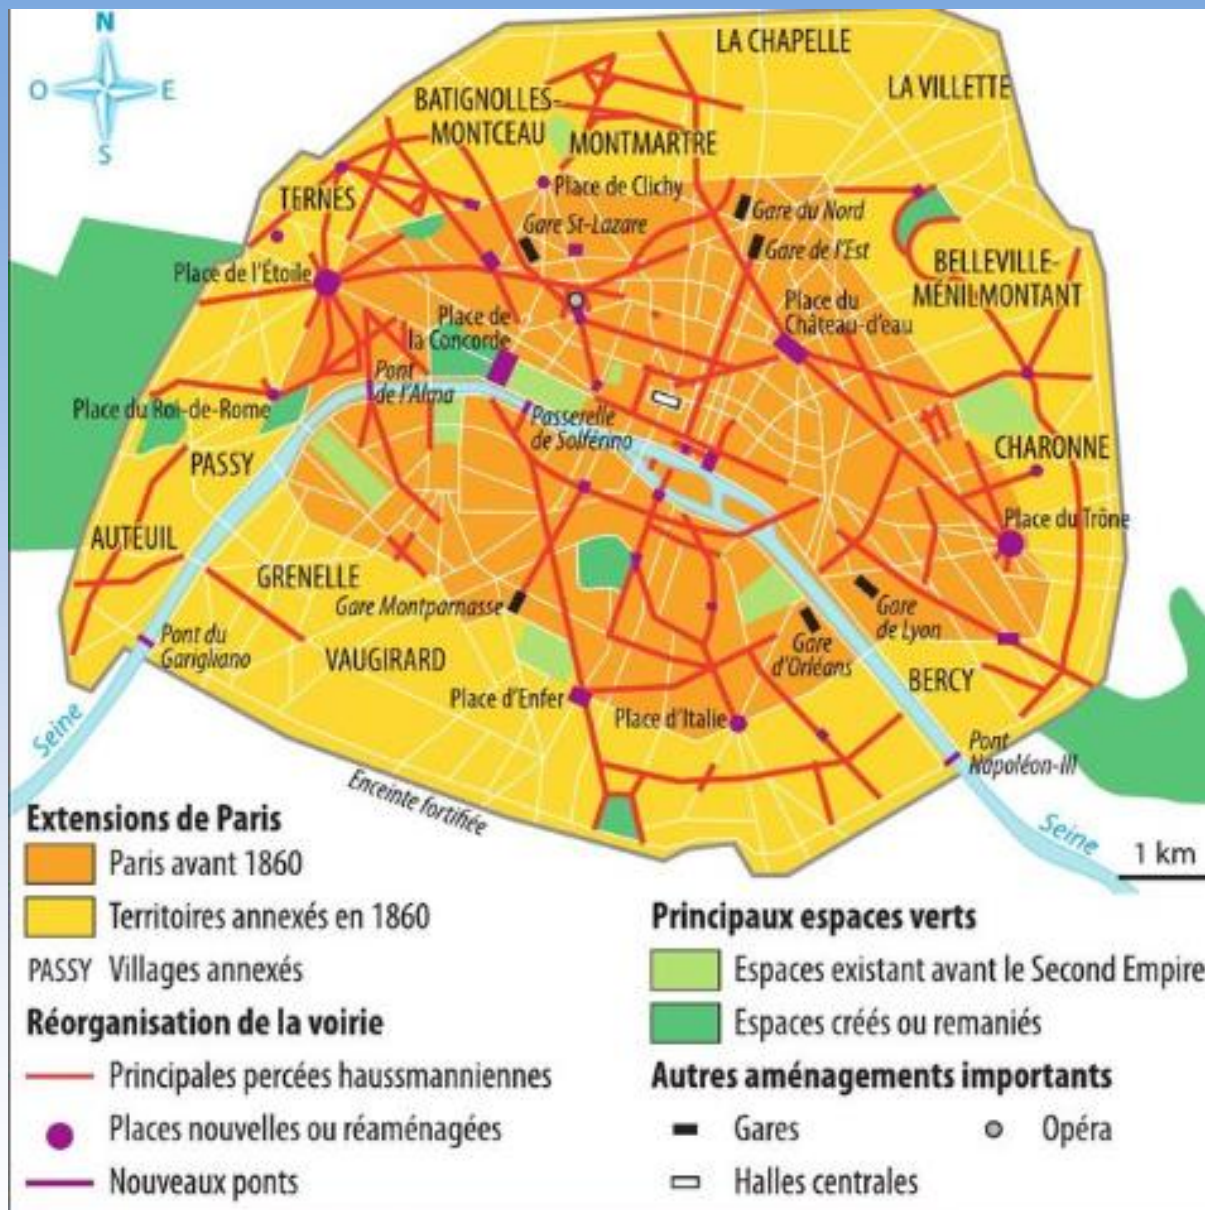 N
O
E
S
LA CHAPELLE
LA VILLETTE
BATIGNOLLES-
MONTCEAU
MONTMARTRE
TERNES
Place de Clichy
Gare St-Lazare
Gare du Nord
Gare de l'Est
Place de l'Étoile
BELLEVILLE-
MÉNILMONTANT
Place de
la Concorde
Place du
Château-d'eau
Pont
de l'Alma
Place du Roi-de-Rome
Passerelle
de Solférino
PASSY
CHARONNE
Place du Trône
AUTEUIL
GRENELLE
Gare Montparnasse
Gare
de Lyon
Pont du
Garigliano
VAUGIRARD
Gare
d'Orléans
BERCY
Place d'Enfer
Place d'Italie
Seine
Pont
Napoléon-III
Enceinte fortifiée
Seine
1 km
Extensions de Paris
Paris avant 1860
Territoires annexés en 1860
PASSY Villages annexés
Réorganisation de la voirie
Principales percées haussmanniennes
Places nouvelles ou réaménagées
Nouveaux ponts
Principaux espaces verts
Espaces existant avant le Second Empire
Espaces créés ou remaniés
Autres aménagements importants
Gares
Opéra
Halles centrales